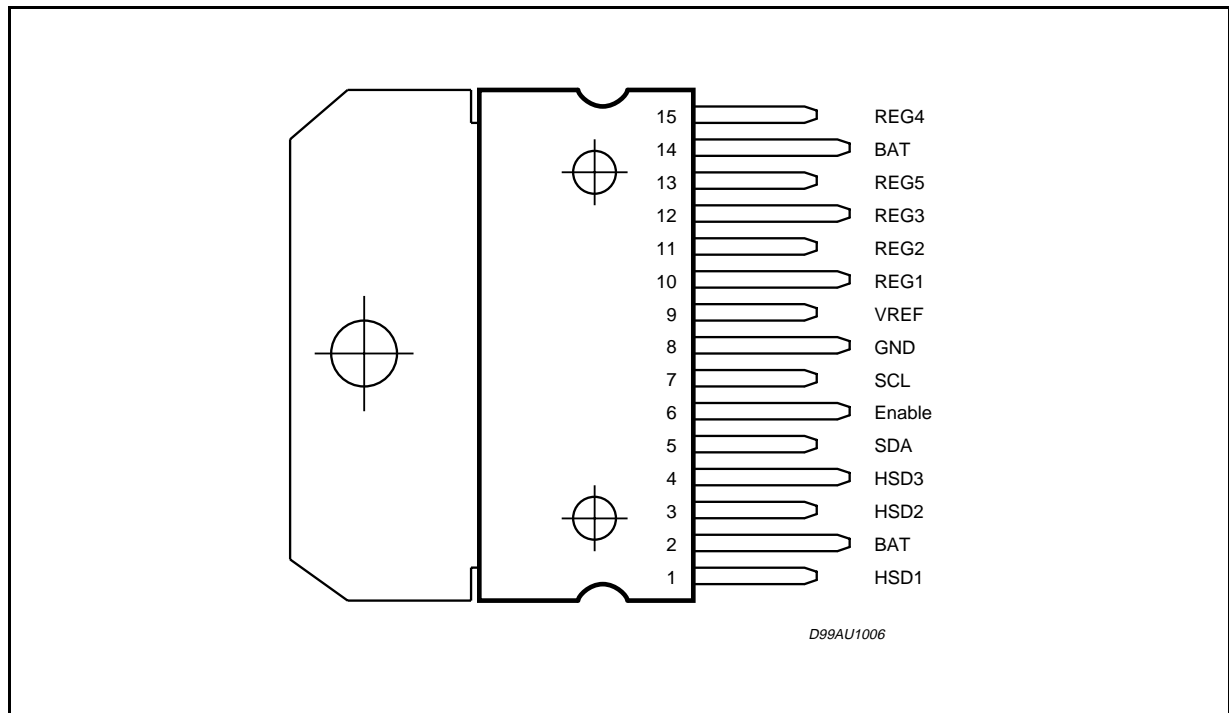 15 REG4
14 BAT
13 REG5
12 REG3
11 REG2
10 REG1
9 VREF
8 GND
7 SCL
6 Enable
5 SDA
4 HSD3
3 HSD2
2 BAT
1 HSD1
D99AU1006